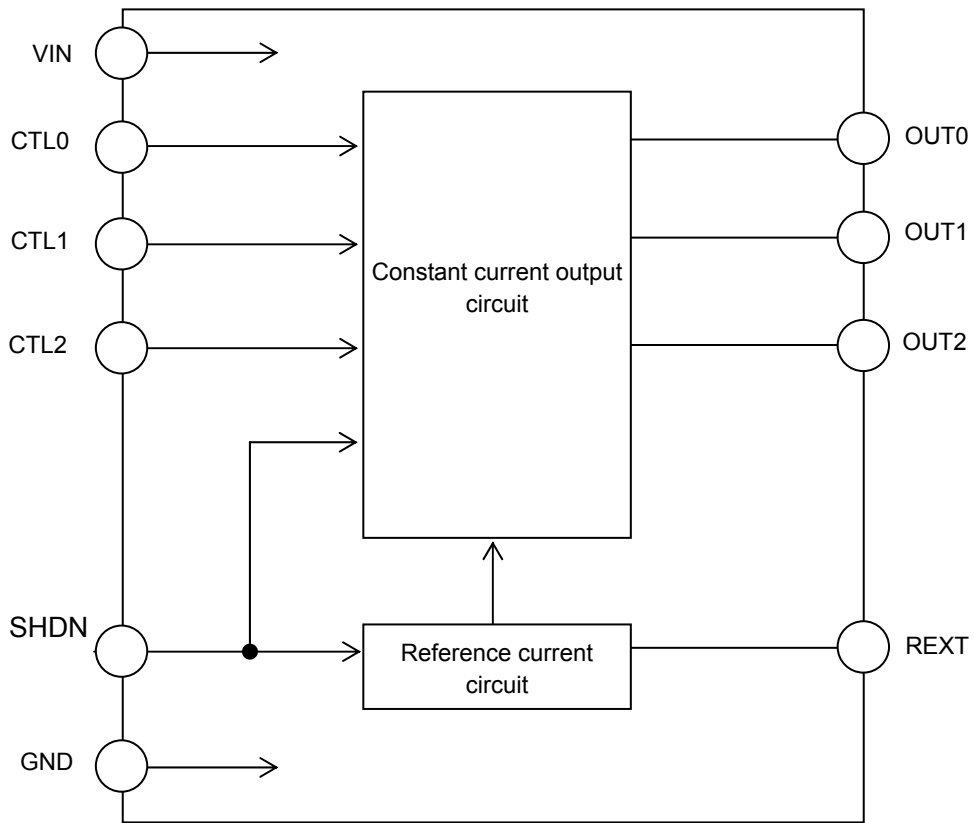 VIN
CTL0
OUT0
CTL1
OUT1
Constant current output
circuit
CTL2
OUT2
SHDN
Reference current
circuit
REXT
GND